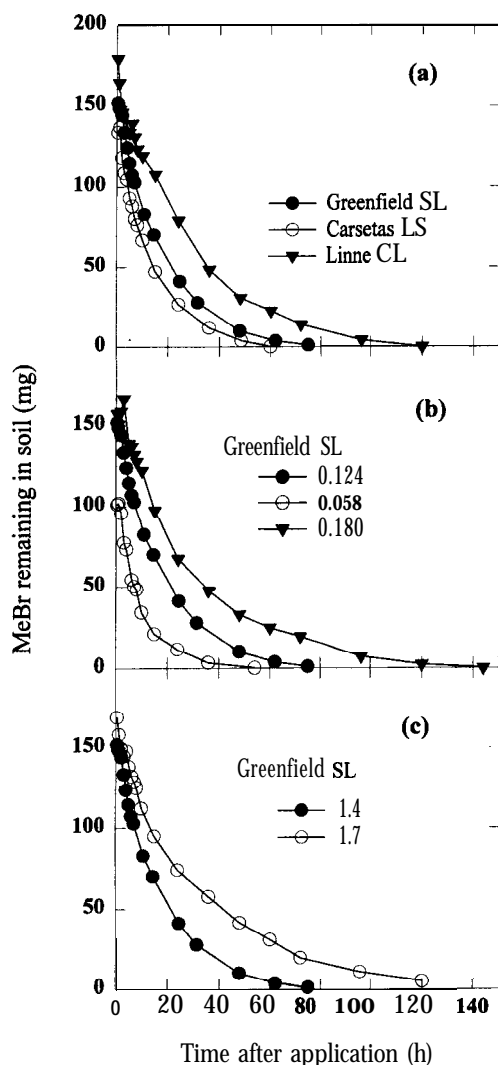 200
(a)
150
Greenfield SL
Carsetas LS
100
Linne CL
50
0
(b)
150
Greenfield SL
0.124
100
0.058
0.180
50
0
(c)
150
Greenfield SL
1.4
100
1.7
50
0
0 20 40 60 80 100 120 140
MeBr remaining in soil (mg)
Time after application (h)